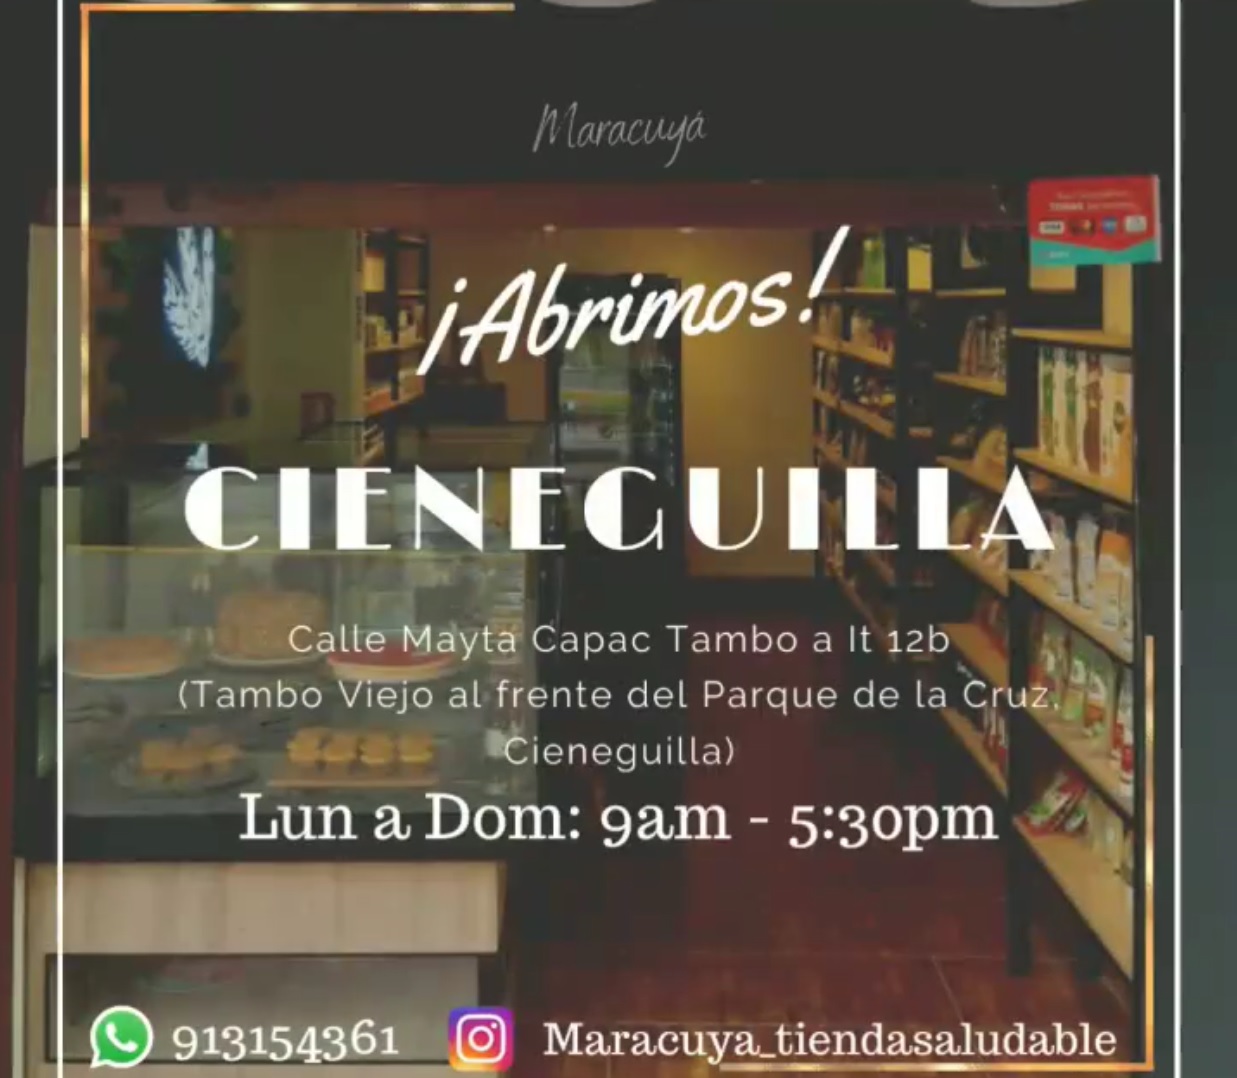 Maracuyá
¡Abrimos!
CIENEGUILLA
Calle Mayta Capac Tambo a lt 12b
(Tambo Viejo al frente del Parque de la Cruz,
Cieneguilla)
Lun a Dom: 9am - 5:30pm
913154361 Maracuya_tiendasaludable